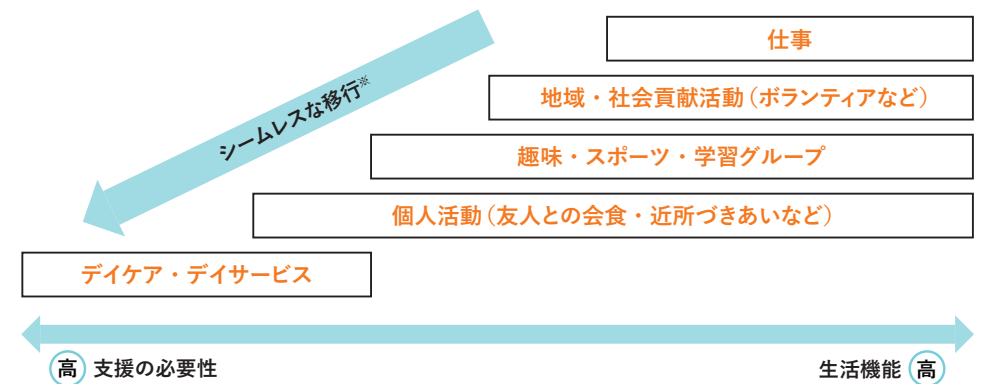 仕事
シームレスな移行※
地域・社会貢献活動（ボランティアなど）
趣味・スポーツ・学習グループ
個人活動（友人との会食・近所づきあいなど）
デイケア・デイサービス
高 支援の必要性
生活機能 高